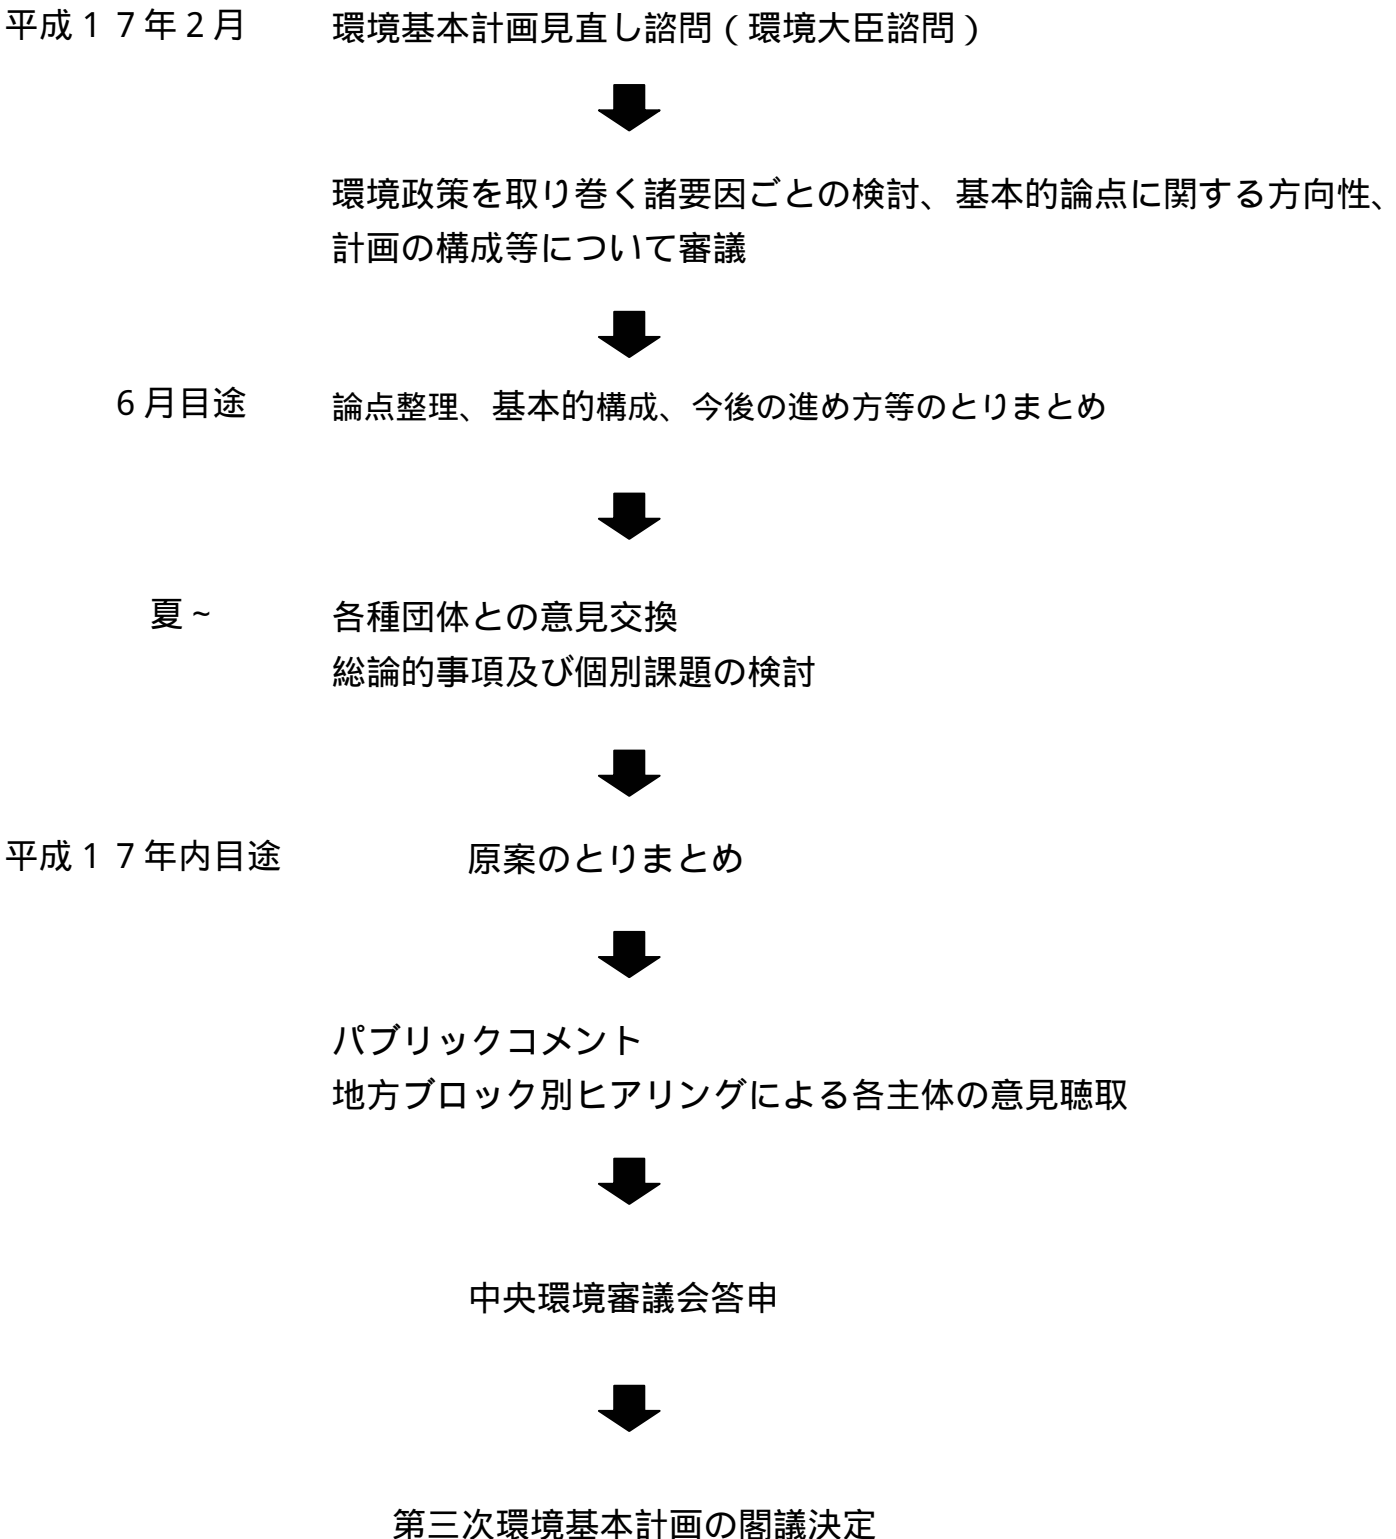 平成１７年２月　環境基本計画見直し諮問（環境大臣諮問）
環境政策を取り巻く諸要因ごとの検討、基本的論点に関する方向性、
計画の構成等について審議
６月目途　論点整理、基本的構成、今後の進め方等のとりまとめ
夏～　各種団体との意見交換
総論的事項及び個別課題の検討
平成１７年内目途　原案のとりまとめ
パブリックコメント
地方ブロック別ヒアリングによる各主体の意見聴取
中央環境審議会答申
第三次環境基本計画の閣議決定